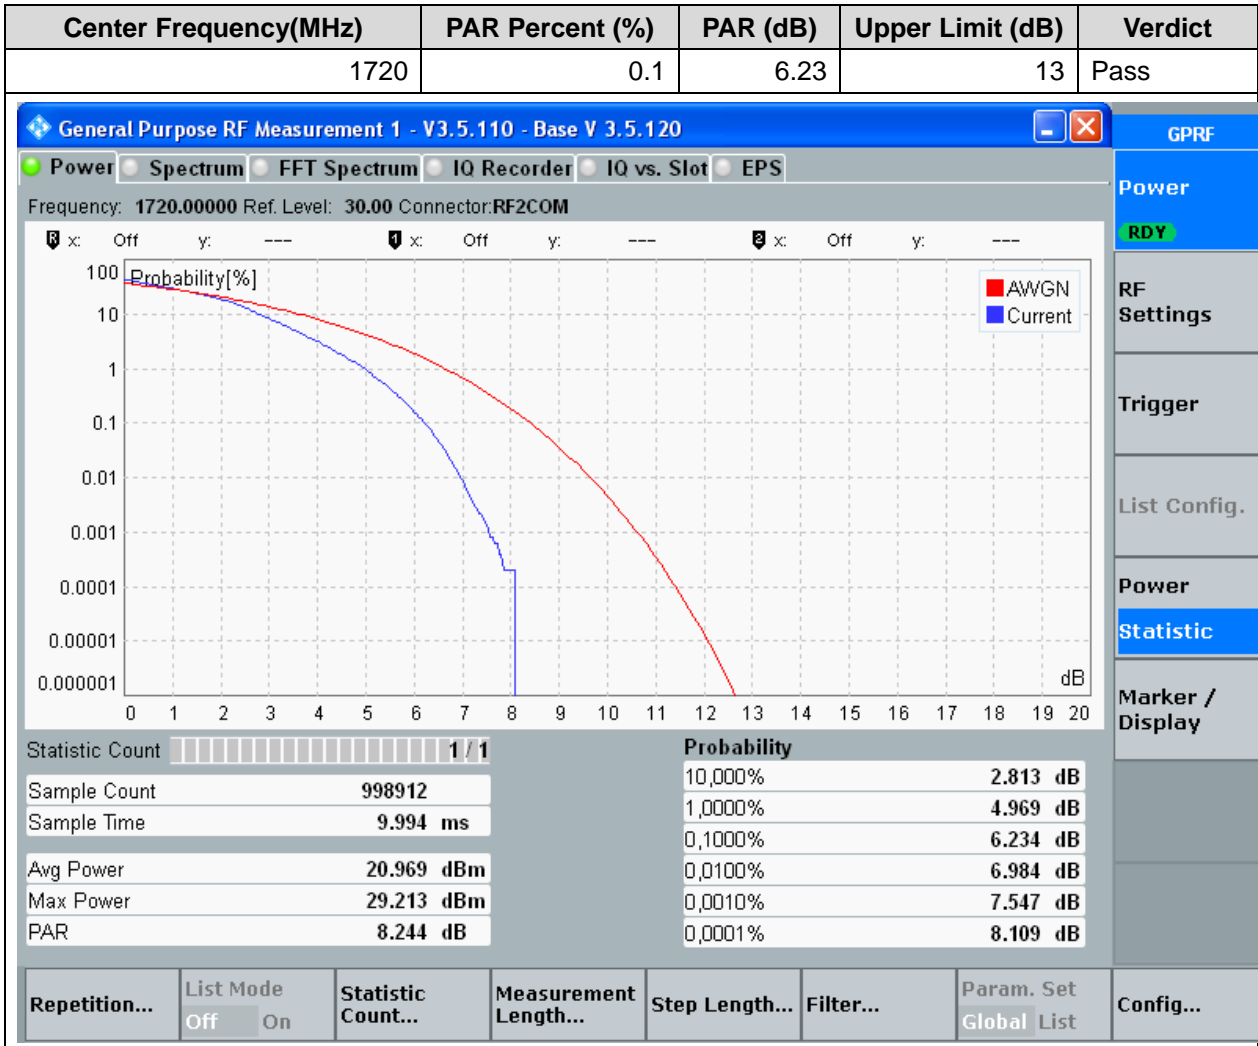 Center Frequency(MHz) PAR Percent (%) PAR (dB) Upper Limit (dB) Verdict
1720 0.1 6.23 13 Pass
General Purpose RF Measurement 1 - V3.5.110 - Base V 3.5.120
GPRF
Power Spectrum FFT Spectrum IQ Recorder IQ vs. Slot EPS
Frequency: 1720.00000 Ref. Level: 30.00 Connector:RF2COM
R x: Off y: --- 1 x: Off y: --- 2 x: Off y: ---
Probability[%]
AWGN
Current
100
10
1
0.1
0.01
0.001
0.0001
0.00001
0.000001
dB
0 1 2 3 4 5 6 7 8 9 10 11 12 13 14 15 16 17 18 19 20
Statistic Count 1 / 1
Sample Count 998912
Sample Time 9.994 ms
Avg Power 20.969 dBm
Max Power 29.213 dBm
PAR 8.244 dB
Probability
10,000% 2.813 dB
1,0000% 4.969 dB
0,1000% 6.234 dB
0,0100% 6.984 dB
0,0010% 7.547 dB
0,0001% 8.109 dB
Power
RDY
RF
Settings
Trigger
List Config.
Power
Statistic
Marker /
Display
Repetition...
List Mode
Off On
Statistic
Count...
Measurement
Length...
Step Length...
Filter...
Param. Set
Global List
Config...